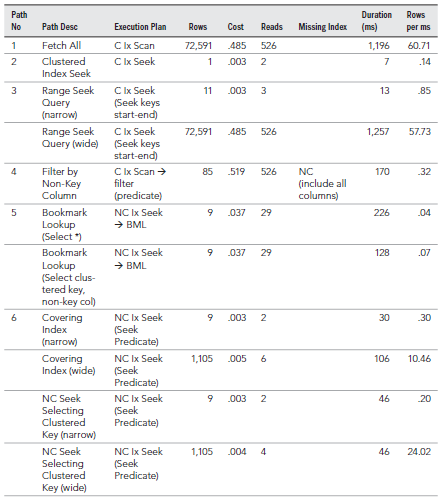 Path No Path Desc Execution Plan Rows Cost Reads Missing Index Duration (ms) Rows per ms
1 Fetch All C Ix Scan 72,591 .485 526 1,196 60.71
2 Clustered C Ix Seek 1 .003 2 7 .14
Index Seek
3 Range Seek C Ix Seek 11 .003 3 13 .85
Query (Seek keys
(narrow) start-end)
Range Seek C Ix Seek 72,591 .485 526 1,257 57.73
Query (wide) (Seek keys
start-end)
4 Filter by C Ix Scan → 85 .519 526 NC 170 .32
Non-Key filter (include all
Column (predicate) columns)
5 Bookmark NC Ix Seek 9 .037 29 226 .04
Lookup → BML
(Select *)
Bookmark NC Ix Seek 9 .037 29 128 .07
Lookup → BML
(Select clus-
tered key,
non-key col)
6 Covering NC Ix Seek 9 .003 2 30 .30
Index (Seek
(narrow) Predicate)
Covering NC Ix Seek 1,105 .005 6 106 10.46
Index (wide) (Seek
Predicate)
NC Seek NC Ix Seek 9 .003 2 46 .20
Selecting (Seek
Clustered Predicate)
Key (narrow)
NC Seek NC Ix Seek 1,105 .004 4 46 24.02
Selecting (Seek
Clustered Predicate)
Key (wide)